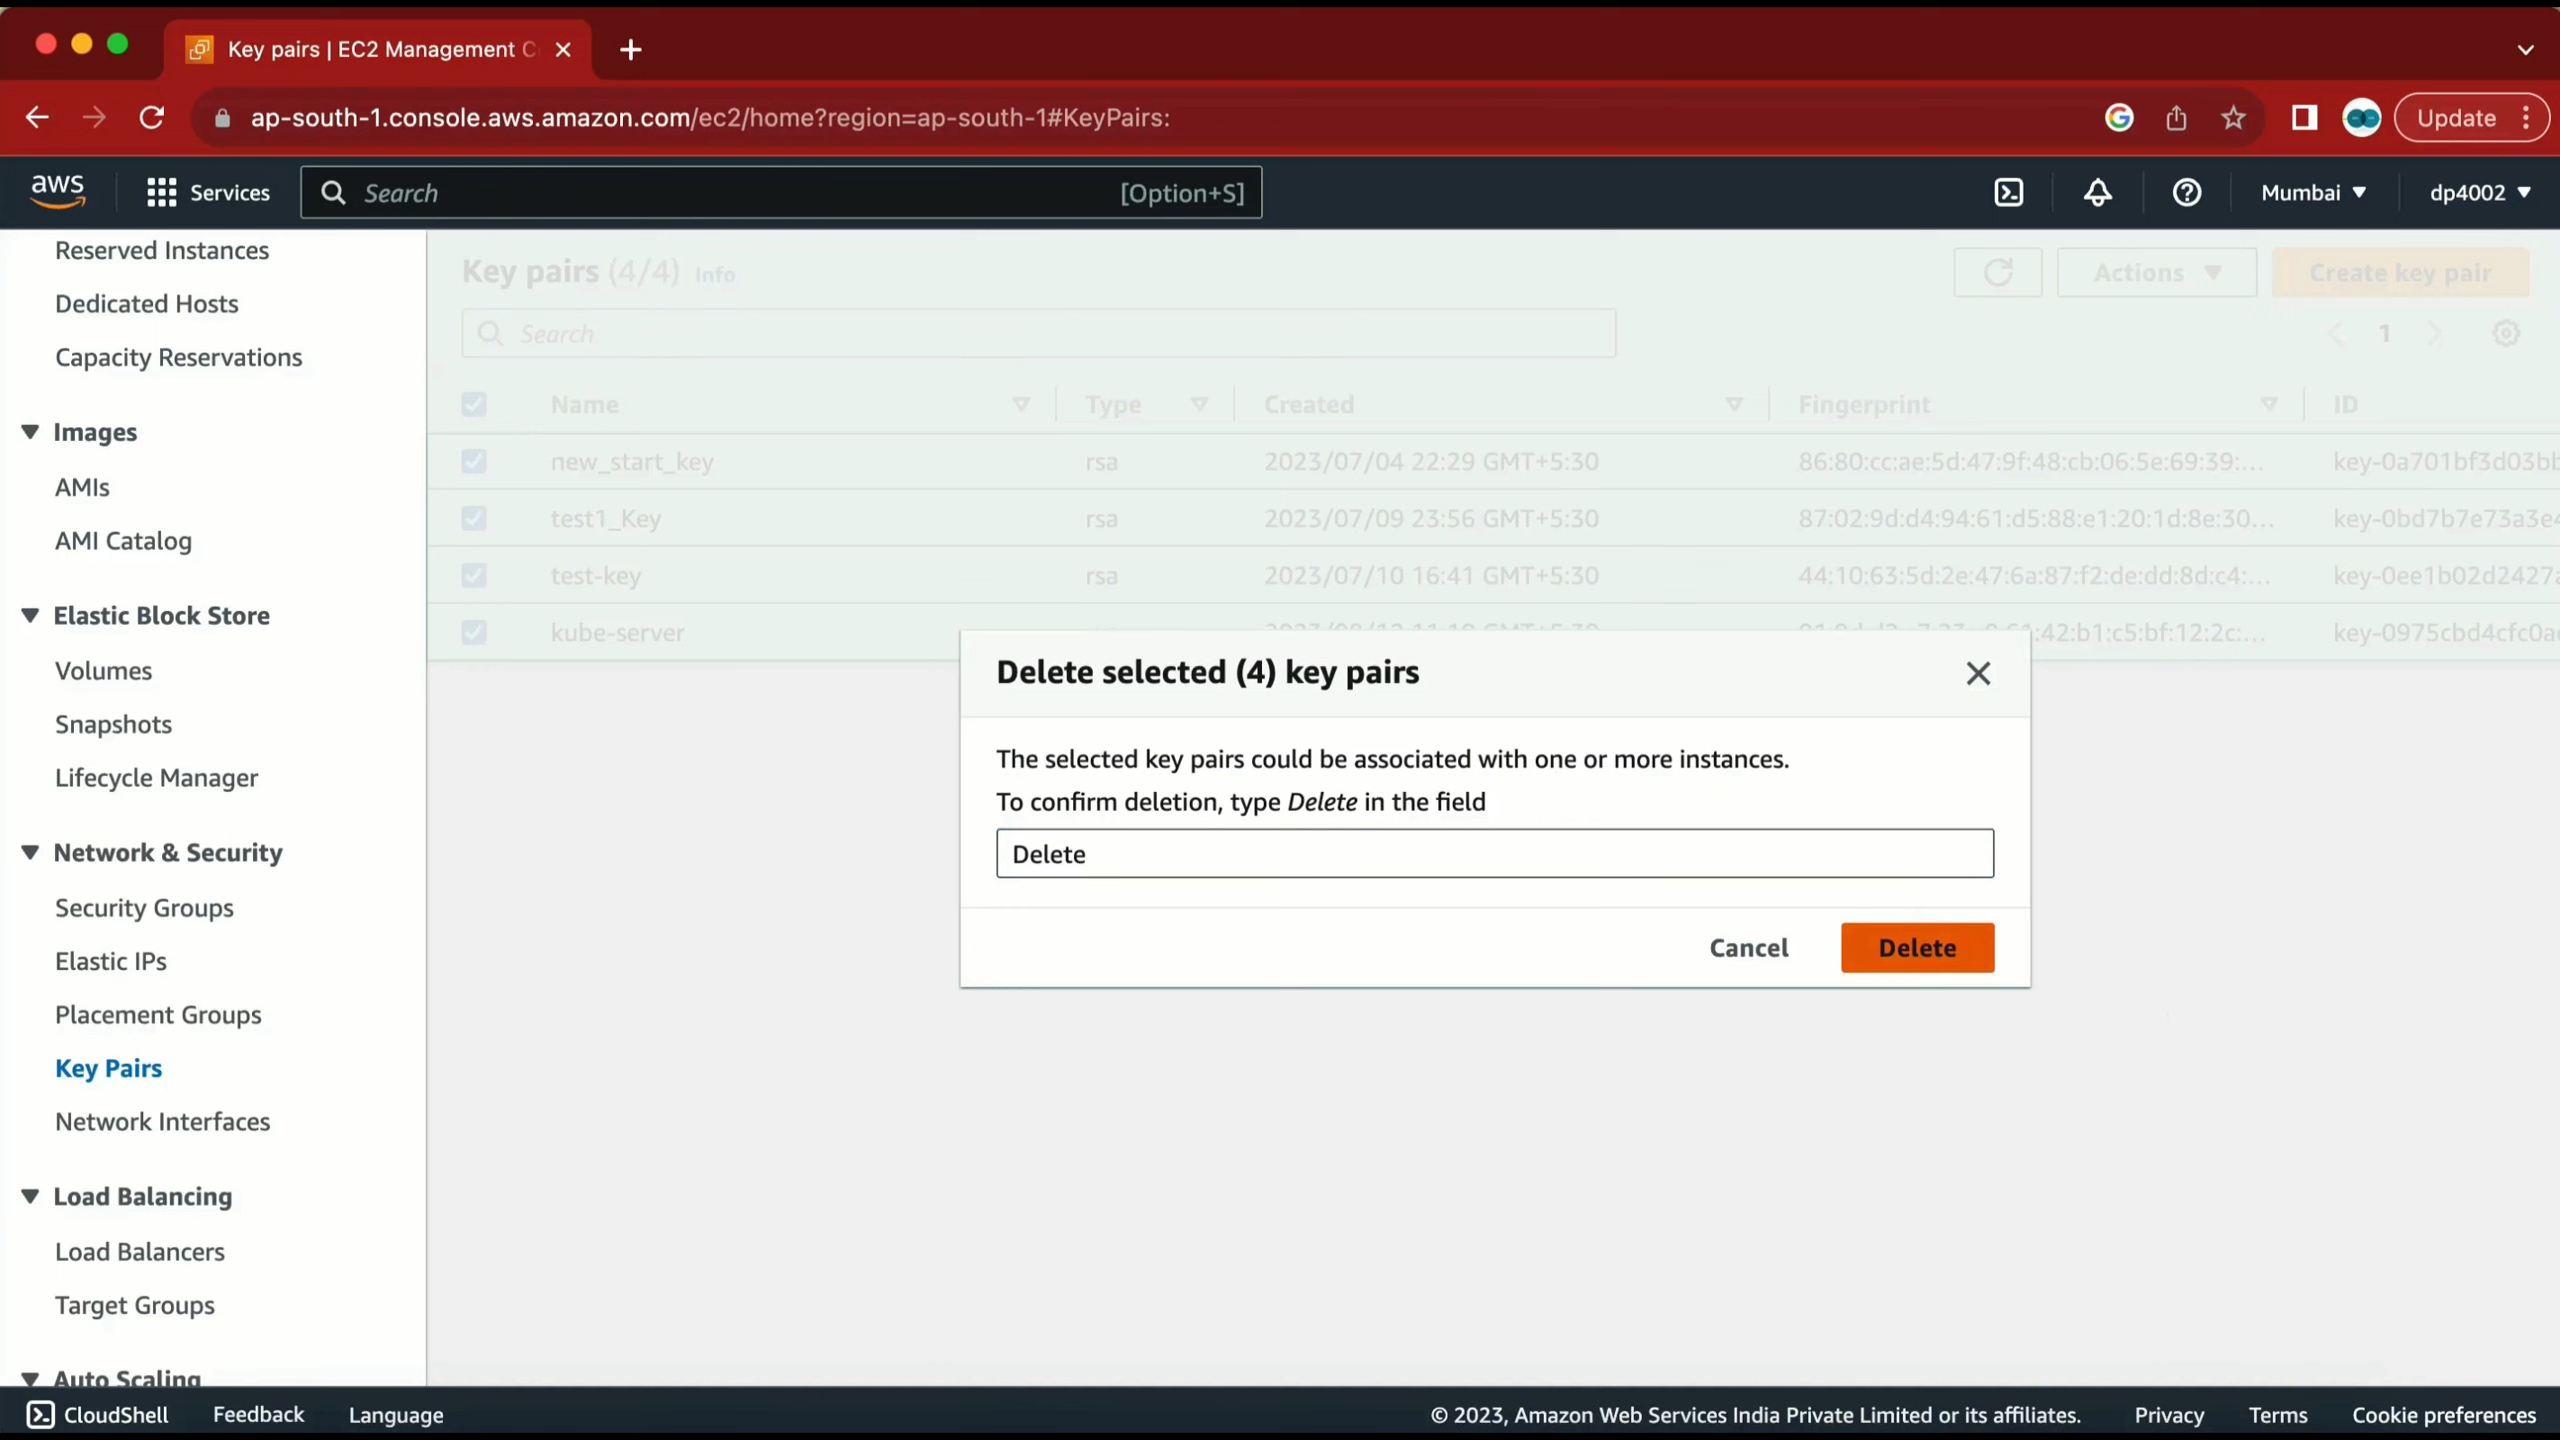 Key pairs | EC2 Management C
ap-south-1.console.aws.amazon.com/ec2/home?region=ap-south-1#KeyPairs:
Update
aws
Services
Search
[Option+S]
Mumbai
dp4002
Reserved Instances
Dedicated Hosts
Capacity Reservations
Images
AMIs
AMI Catalog
Elastic Block Store
Volumes
Snapshots
Lifecycle Manager
Network & Security
Security Groups
Elastic IPs
Placement Groups
Key Pairs
Network Interfaces
Load Balancing
Load Balancers
Target Groups
Auto Scaling
Key pairs (4/4) Info
Actions
Create key pair
Search
1
Name Type Created Fingerprint ID
new_start_key rsa 2023/07/04 22:29 GMT+5:30 86:80:cc:ae:5d:47:9f:48:cb:06:5e:69:39:... key-0a701bf3d03bb
test1_Key rsa 2023/07/09 23:56 GMT+5:30 87:02:9d:d4:94:61:d5:88:e1:20:1d:8e:30... key-0bd7b7e73a3e4
test-key rsa 2023/07/10 16:41 GMT+5:30 44:10:63:5d:2e:47:6a:87:f2:de:dd:8d:c4:... key-0ee1b02d2427a
kube-server :42:b1:c5:bf:12:2c:... key-0975cbd4cfc0a
Delete selected (4) key pairs
The selected key pairs could be associated with one or more instances.
To confirm deletion, type Delete in the field
Delete
Cancel
Delete
CloudShell
Feedback
Language
© 2023, Amazon Web Services India Private Limited or its affiliates.
Privacy
Terms
Cookie preferences